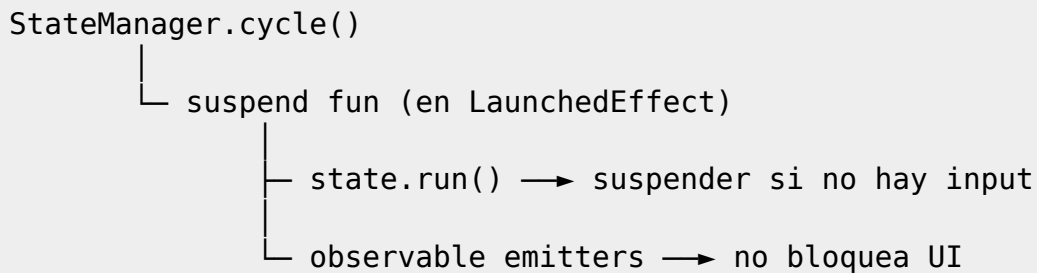 StateManager.cycle()
│
└─ suspend fun (en LaunchedEffect)
│
├─ state.run() ──► suspender si no hay input
│
└─ observable emitters ──► no bloquea UI